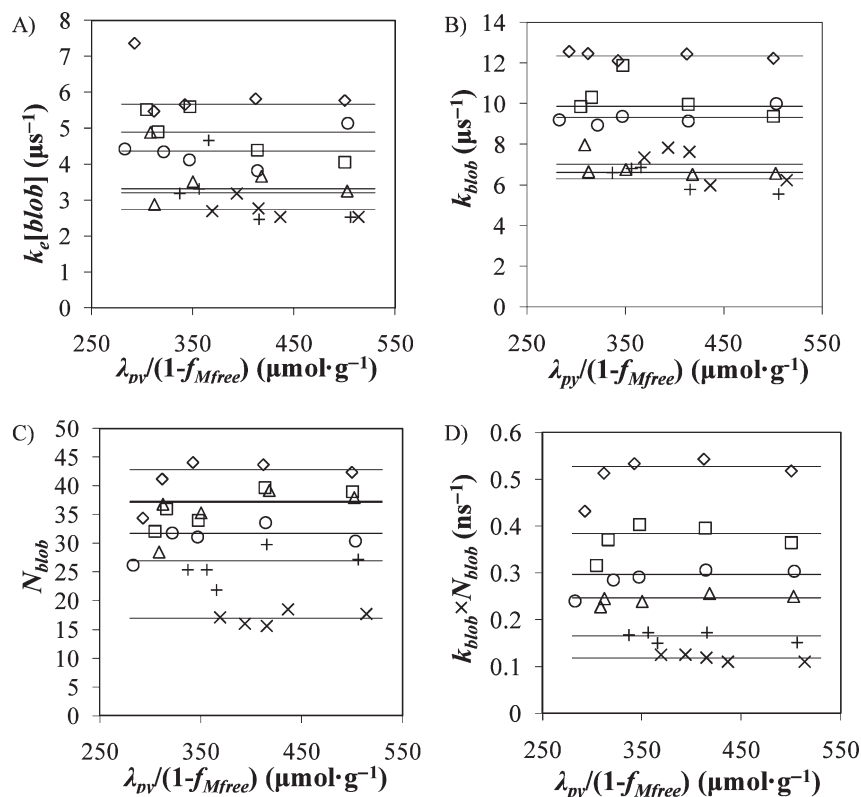 A)
8
7
6
5
4
3
2
1
0
k_e[blob] (µs⁻¹)
250 350 450 550
λ_py/(1-f_Mfree) (µmol·g⁻¹)
B)
14
12
10
8
6
4
2
0
k_blob (µs⁻¹)
250 350 450 550
λ_py/(1-f_Mfree) (µmol·g⁻¹)
C)
50
45
40
35
30
25
20
15
10
5
0
N_blob
250 350 450 550
λ_py/(1-f_Mfree) (µmol·g⁻¹)
D)
0.6
0.5
0.4
0.3
0.2
0.1
0
k_blob×N_blob (ns⁻¹)
250 350 450 550
λ_py/(1-f_Mfree) (µmol·g⁻¹)